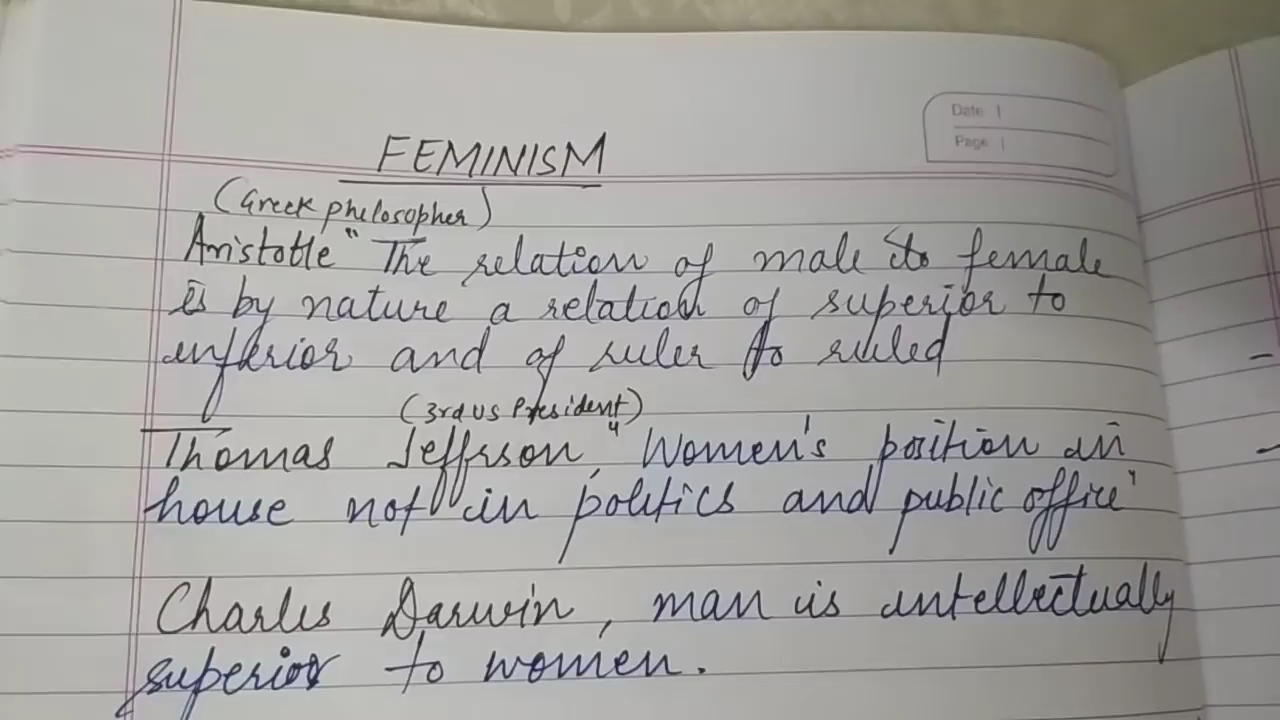 Date |
Page |
FEMINISM
(Greek philosopher)
Aristotle " The relation of male to female
is by nature a relation of superior to
inferior and of ruler to ruled
(3rd US President)
Thomas Jeffrson, " Women's position in
house not in politics and public office"
Charles Darwin, man is intellectually
superior to women.